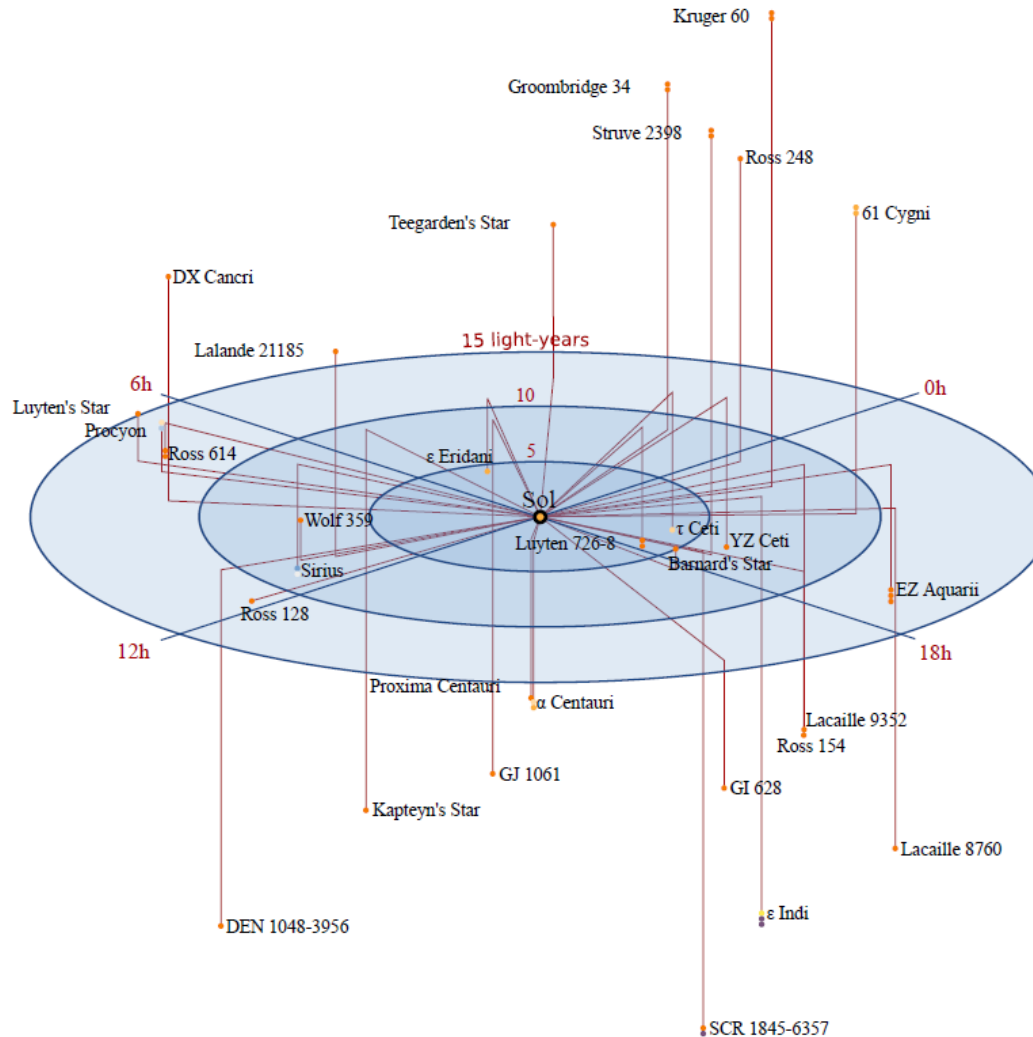 Kruger 60
Groombridge 34
Struve 2398
Ross 248
61 Cygni
Teegarden's Star
DX Cancri
15 light-years
Lalande 21185
6h
0h
10
Luyten's Star
Procyon
Ross 614
ε Eridani
5
Sol
Wolf 359
Luyten 726-8
τ Ceti
YZ Ceti
Barnard's Star
Sirius
EZ Aquarii
Ross 128
12h
18h
Proxima Centauri
α Centauri
Lacaille 9352
Ross 154
GJ 1061
GI 628
Kapteyn's Star
Lacaille 8760
ε Indi
DEN 1048-3956
SCR 1845-6357